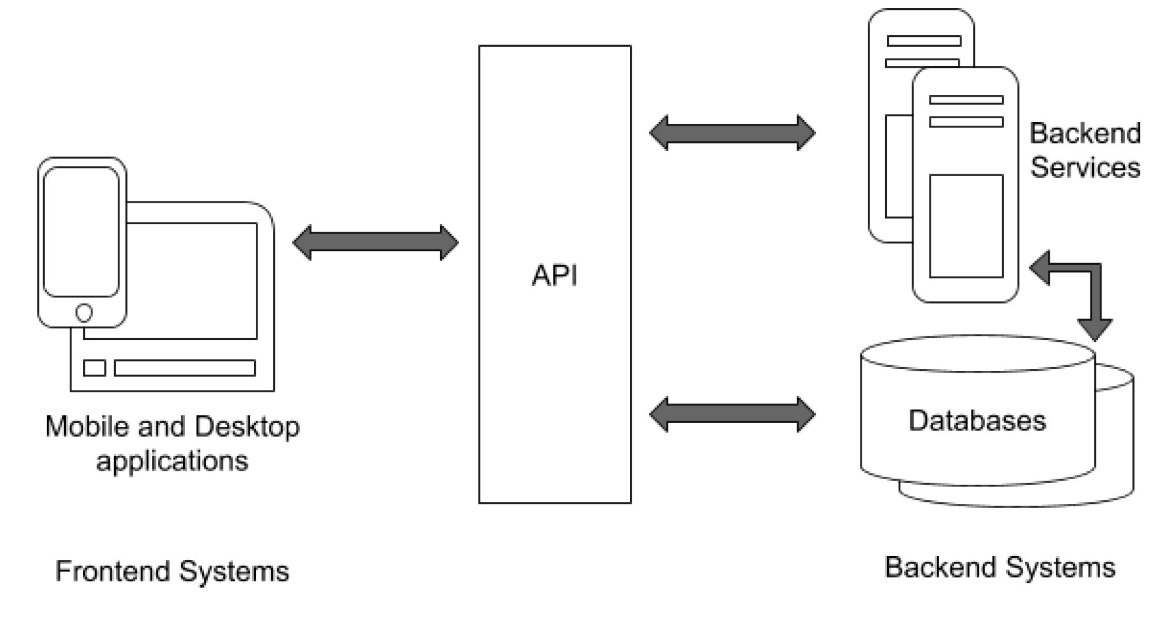 Backend
Services
API
Mobile and Desktop
applications
Databases
Frontend Systems
Backend Systems